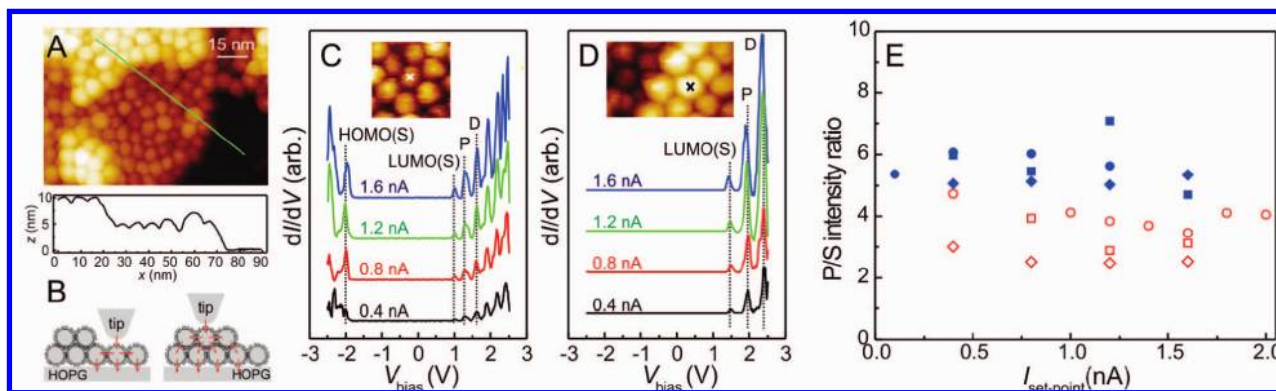 A
15 nm
10
5
0
z (nm)
0 10 20 30 40 50 60 70 80 90
x (nm)
B
tip
tip
HOPG
HOPG
C
HOMO(S)
LUMO(S)
P
D
1.6 nA
1.2 nA
0.8 nA
0.4 nA
dI/dV (arb.)
-3 -2 -1 0 1 2 3
V_bias (V)
D
LUMO(S)
P
D
1.6 nA
1.2 nA
0.8 nA
0.4 nA
dI/dV (arb.)
-3 -2 -1 0 1 2 3
V_bias (V)
E
10
8
6
4
2
0
P/S intensity ratio
0.0 0.5 1.0 1.5 2.0
I_set-point (nA)